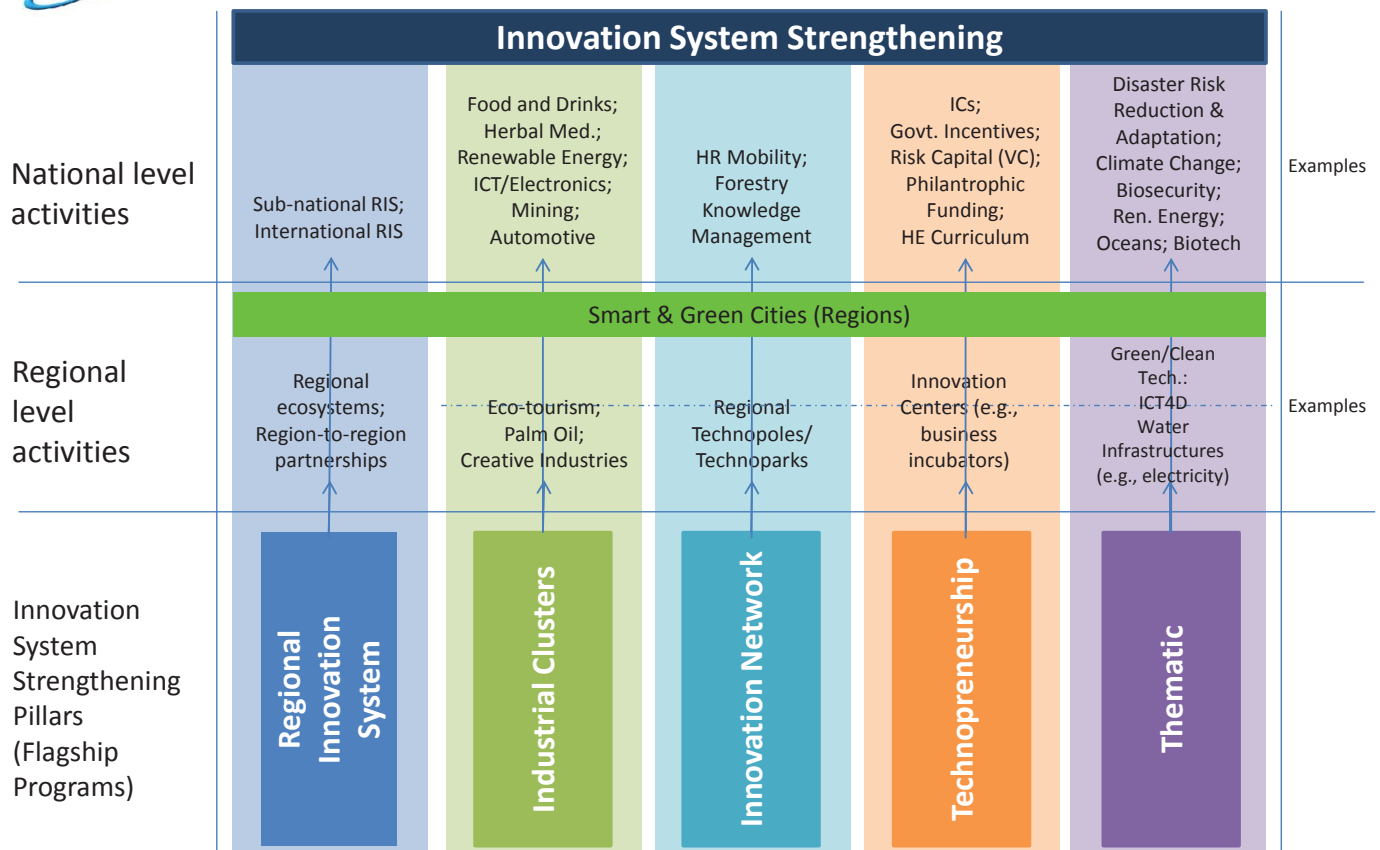 Innovation System Strengthening
National level
activities
Sub-national RIS;
International RIS
Food and Drinks;
Herbal Med.;
Renewable Energy;
ICT/Electronics;
Mining;
Automotive
HR Mobility;
Forestry
Knowledge
Management
ICs;
Govt. Incentives;
Risk Capital (VC);
Philantrophic
Funding;
HE Curriculum
Disaster Risk
Reduction &
Adaptation;
Climate Change;
Biosecurity;
Ren. Energy;
Oceans; Biotech
Examples
Smart & Green Cities (Regions)
Regional
level
activities
Regional
ecosystems;
Region-to-region
partnerships
Eco-tourism;
Palm Oil;
Creative Industries
Regional
Technopoles/
Technoparks
Innovation
Centers (e.g.,
business
incubators)
Green/Clean
Tech.:
ICT4D
Water
Infrastructures
(e.g., electricity)
Examples
Innovation
System
Strengthening
Pillars
(Flagship
Programs)
Regional
Innovation
System
Industrial Clusters
Innovation Network
Technopreneurship
Thematic